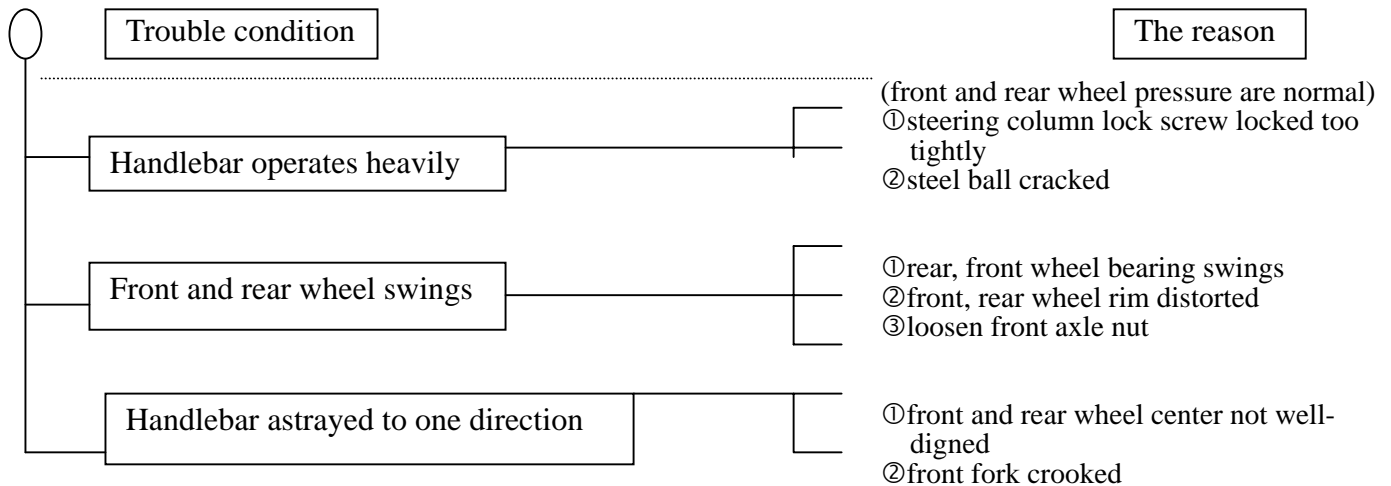 Trouble condition
The reason
(front and rear wheel pressure are normal)
Handlebar operates heavily
①steering column lock screw locked too
tightly
②steel ball cracked
Front and rear wheel swings
①rear, front wheel bearing swings
②front, rear wheel rim distorted
③loosen front axle nut
Handlebar astrayed to one direction
①front and rear wheel center not well-
digned
②front fork crooked